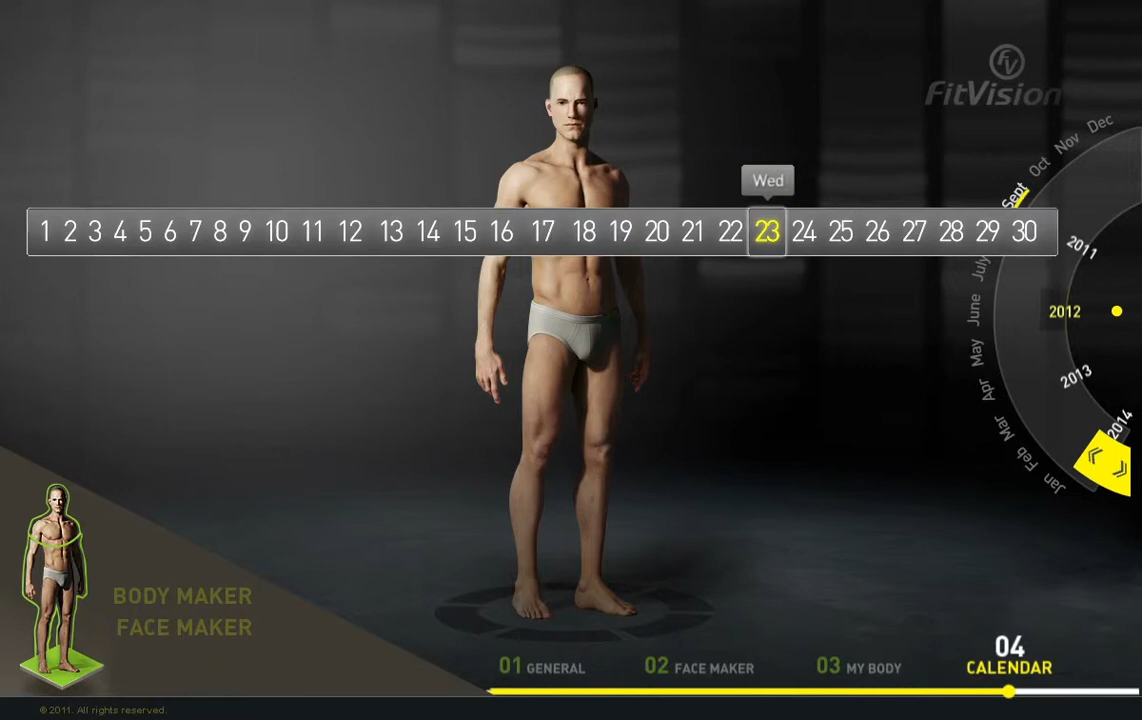 FV
FitVision
Dec
Nov
Oct
Sept
Wed
1 2 3 4 5 6 7 8 9 10 11 12 13 14 15 16 17 18 19 20 21 22 23 24 25 26 27 28 29 30
July
June
May
Apr
Mar
Feb
Jan
2011
2012
2013
2014
BODY MAKER
FACE MAKER
01 GENERAL
02 FACE MAKER
03 MY BODY
04
CALENDAR
© 2011. All rights reserved.